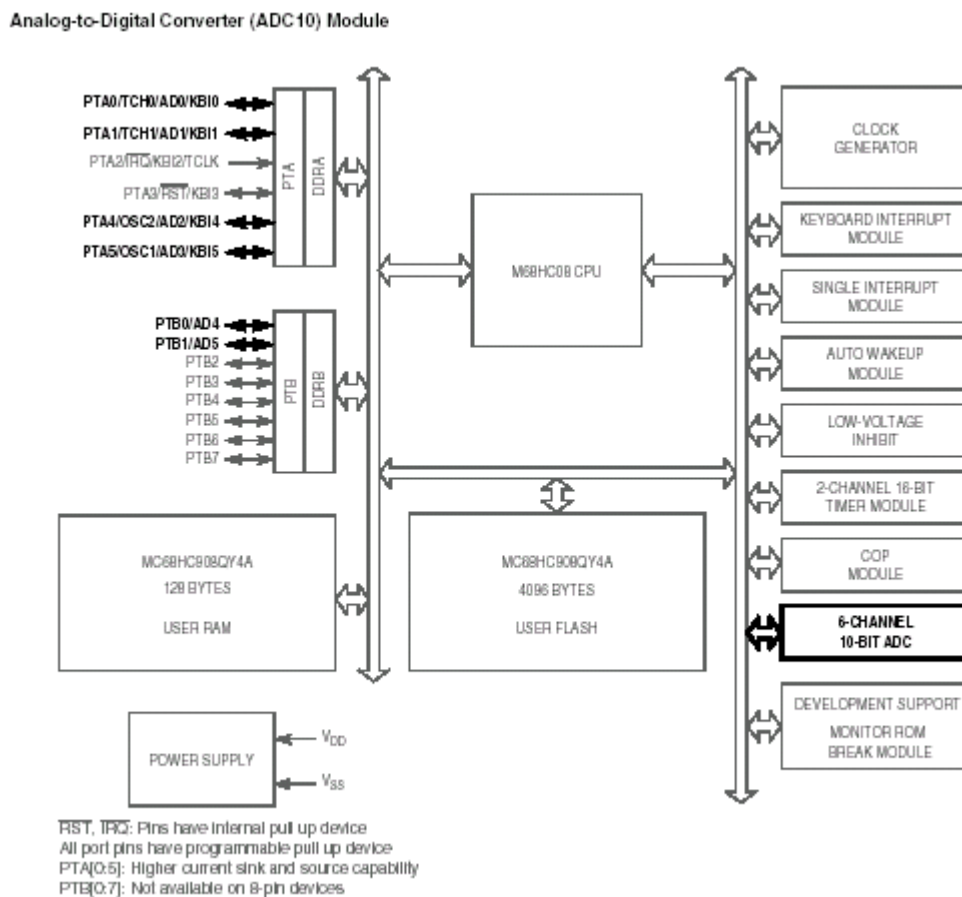 Analog-to-Digital Converter (ADC10) Module
PTA0/TCH0/AD0/KBI0
PTA1/TCH1/AD1/KBI1
PTA2/IRQ/KBI2/TCLK
PTA3/RST/KBI3
PTA4/OSC2/AD2/KBI4
PTA5/OSC1/AD3/KBI5
PTA
DDRA
PTB0/AD4
PTB1/AD5
PTB2
PTB3
PTB4
PTB5
PTB6
PTB7
PTB
DDRB
M68HC08 CPU
CLOCK
GENERATOR
KEYBOARD INTERRUPT
MODULE
SINGLE INTERRUPT
MODULE
AUTO WAKEUP
MODULE
LOW-VOLTAGE
INHIBIT
2-CHANNEL 16-BIT
TIMER MODULE
COP
MODULE
6-CHANNEL
10-BIT ADC
DEVELOPMENT SUPPORT
MONITOR ROM
BREAK MODULE
MC68HC908QY4A
128 BYTES
USER RAM
MC68HC908QY4A
4096 BYTES
USER FLASH
POWER SUPPLY
VDD
VSS
RST, IRQ: Pins have internal pull up device
All port pins have programmable pull up device
PTA[0:5]: Higher current sink and source capability
PTB[0:7]: Not available on 8-pin devices